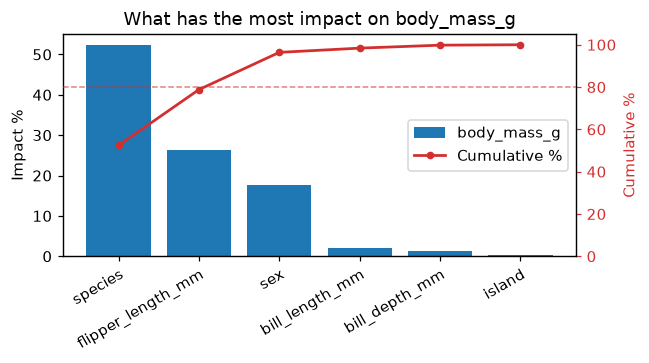 What has the most impact on body_mass_g
Impact %
50
40
30
20
10
0
100
80
60
40
20
0
Cumulative %
body_mass_g
Cumulative %
species
flipper_length_mm
sex
bill_length_mm
bill_depth_mm
island